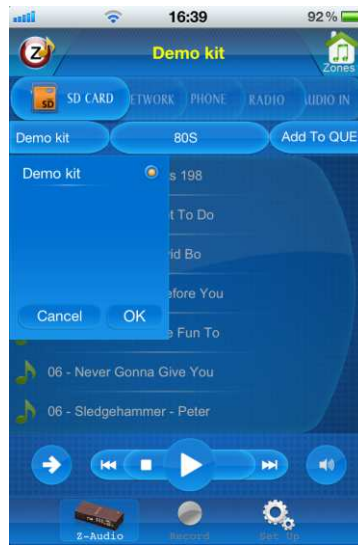 16:39 92%
Z Demo kit Zones
SD SD CARD ETWORK PHONE RADIO UDIO IN
Demo kit 80S Add To QUE
Demo kit s 198
t To Do
id Bo
efore You
Cancel OK e Fun To
06 - Never Gonna Give You
06 - Sledgehammer - Peter
Z-Audio Record Set Up